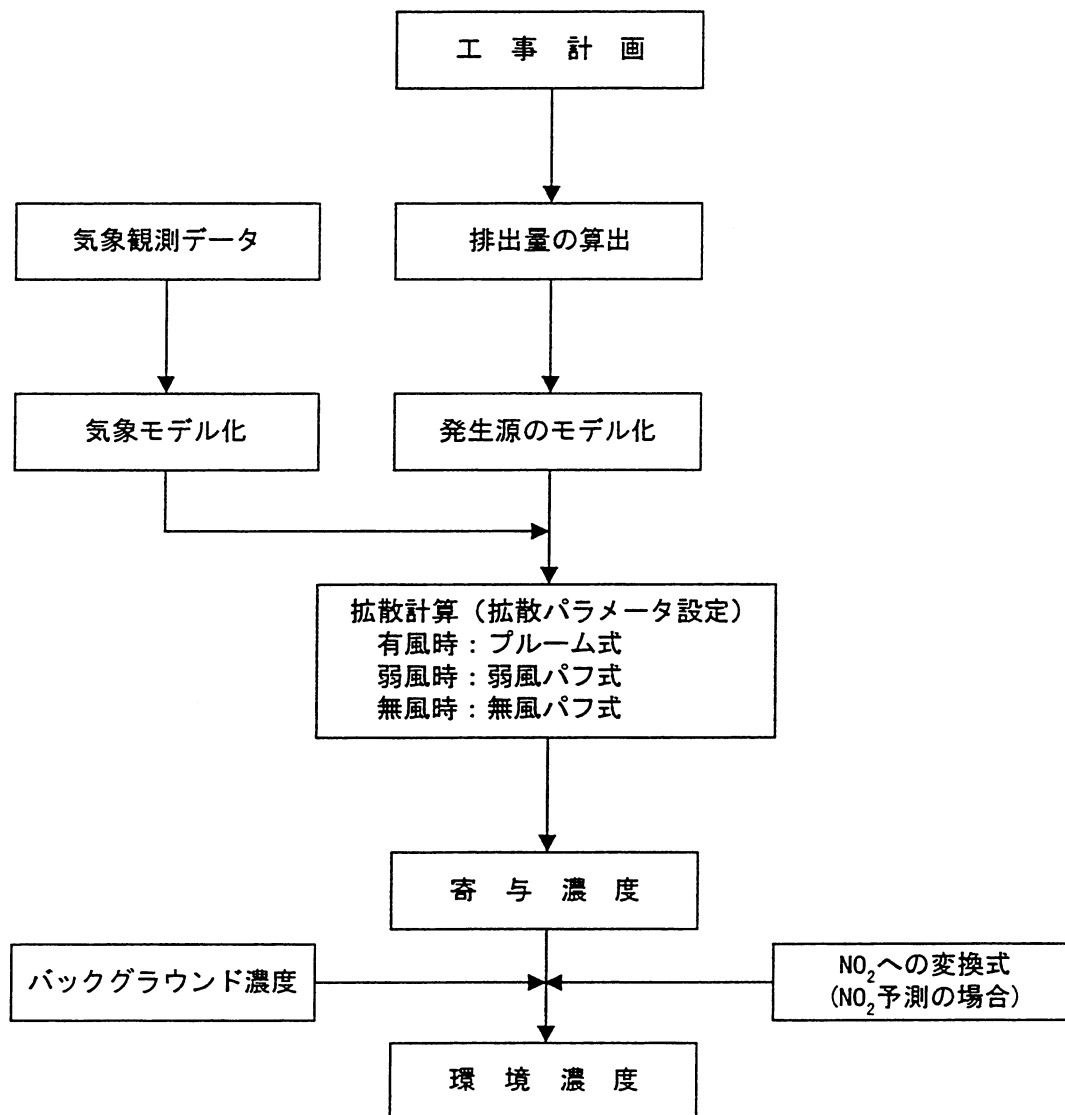 工 事 計 画
気象観測データ
排出量の算出
気象モデル化
発生源のモデル化
拡散計算（拡散パラメータ設定）
有風時：プルーム式
弱風時：弱風パフ式
無風時：無風パフ式
寄 与 濃 度
バックグラウンド濃度
NO₂への変換式
(NO₂予測の場合)
環 境 濃 度